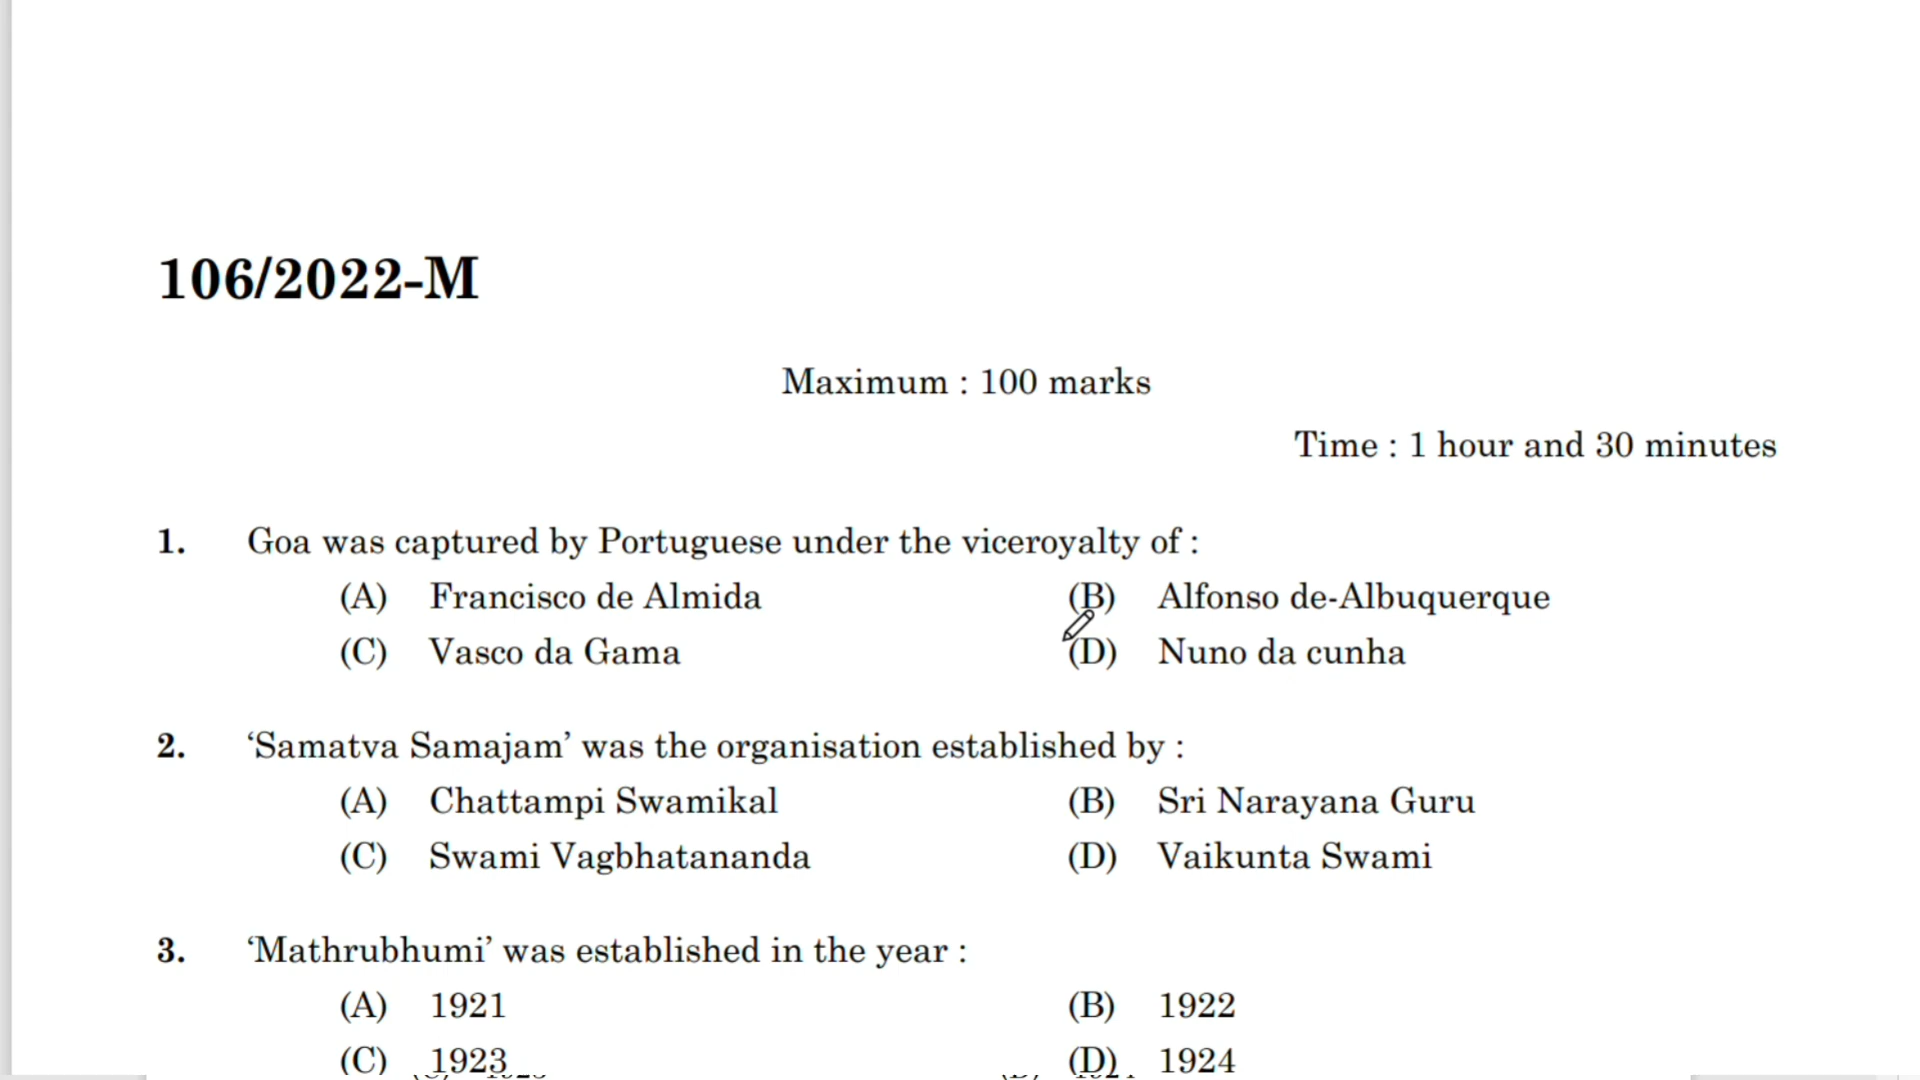 106/2022-M
Maximum : 100 marks
Time : 1 hour and 30 minutes
1. Goa was captured by Portuguese under the viceroyalty of :
(A) Francisco de Almida (B) Alfonso de-Albuquerque
(C) Vasco da Gama (D) Nuno da cunha
2. ‘Samatva Samajam’ was the organisation established by :
(A) Chattampi Swamikal (B) Sri Narayana Guru
(C) Swami Vagbhatananda (D) Vaikunta Swami
3. ‘Mathrubhumi’ was established in the year :
(A) 1921 (B) 1922
(C) 1923 (D) 1924